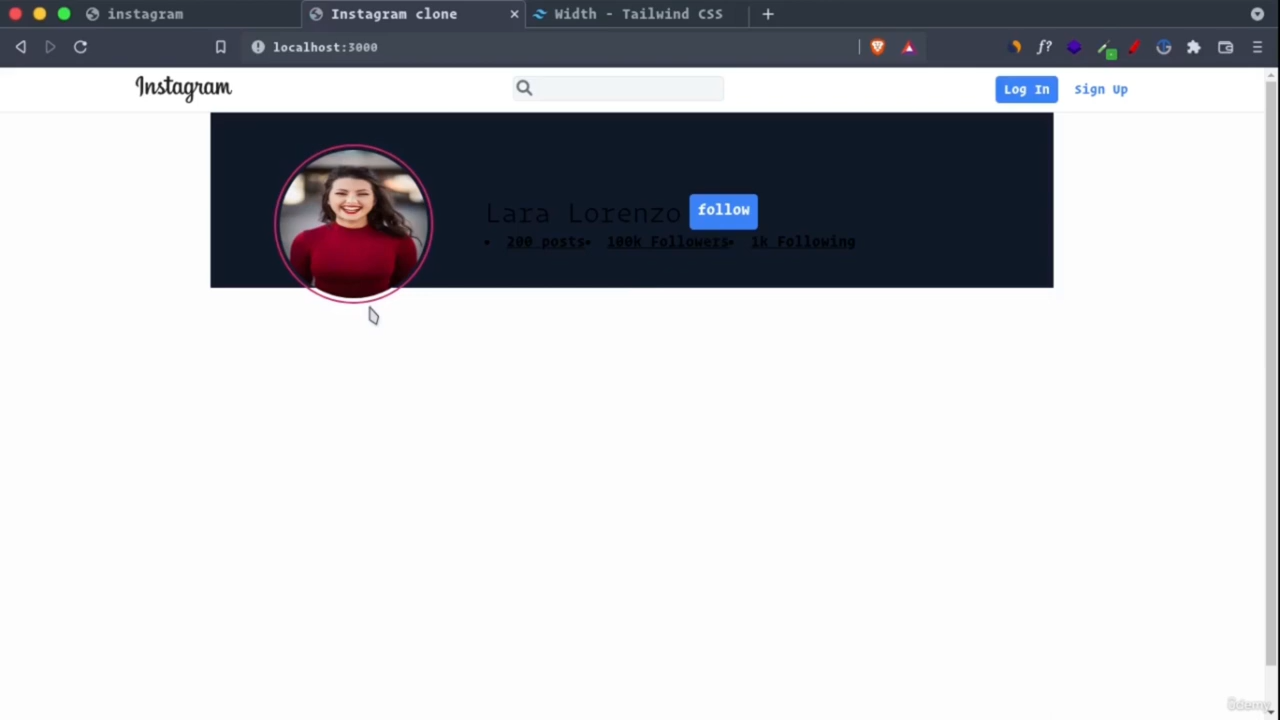 instagram Instagram clone Width - Tailwind CSS
localhost:3000 f?
Instagram Log In Sign Up
Lara Lorenzo follow
• 200 posts• 100k Followers• 1k Following
ûdemy